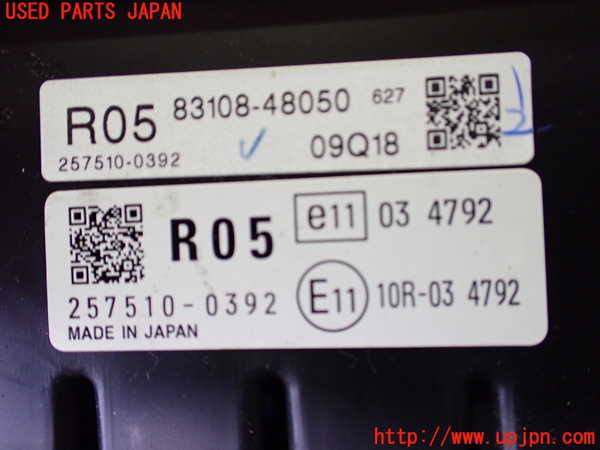 USED PARTS JAPAN
R05 83108-48050 627
257510-0392 09Q18
R05 e11 03 4792
257510-0392 E11 10R-03 4792
MADE IN JAPAN
http://www.upjpn.com